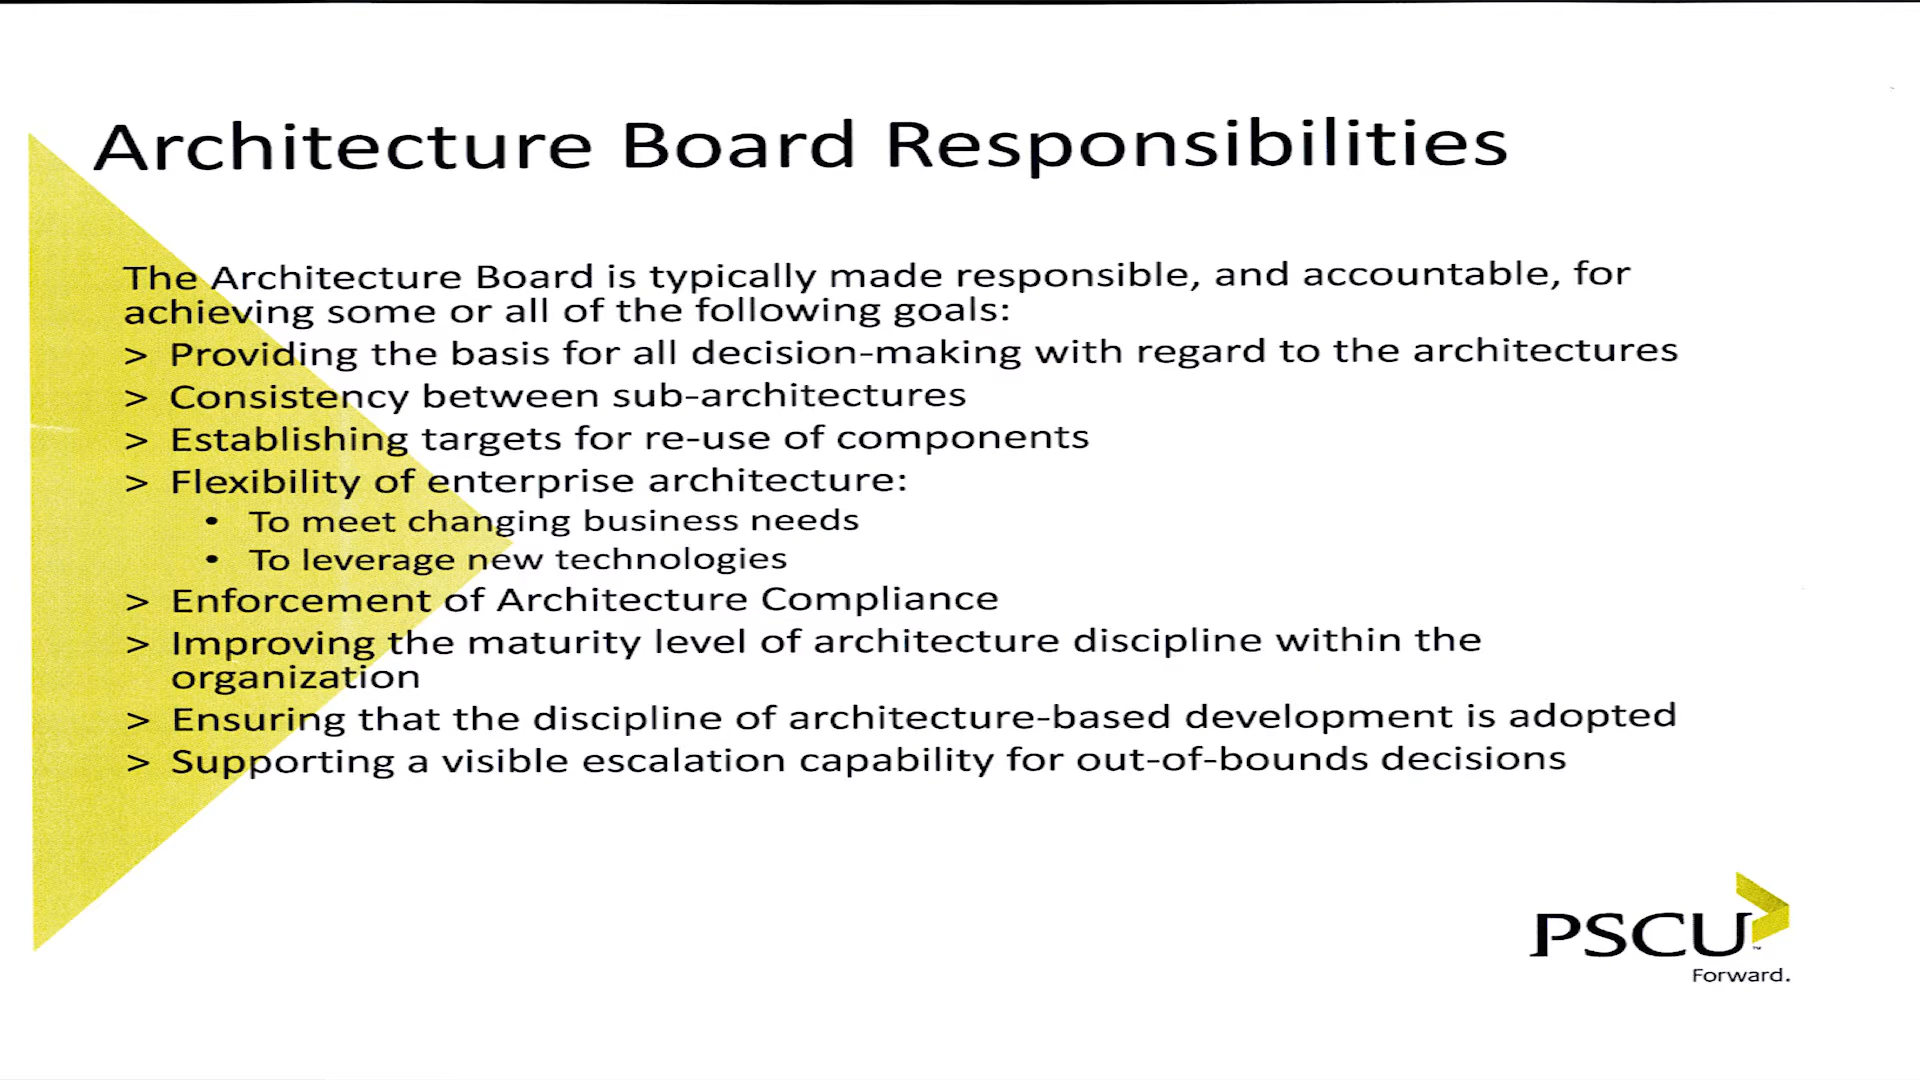 Architecture Board Responsibilities
The Architecture Board is typically made responsible, and accountable, for
achieving some or all of the following goals:
> Providing the basis for all decision-making with regard to the architectures
> Consistency between sub-architectures
> Establishing targets for re-use of components
> Flexibility of enterprise architecture:
• To meet changing business needs
• To leverage new technologies
> Enforcement of Architecture Compliance
> Improving the maturity level of architecture discipline within the
organization
> Ensuring that the discipline of architecture-based development is adopted
> Supporting a visible escalation capability for out-of-bounds decisions
PSCU™
Forward.